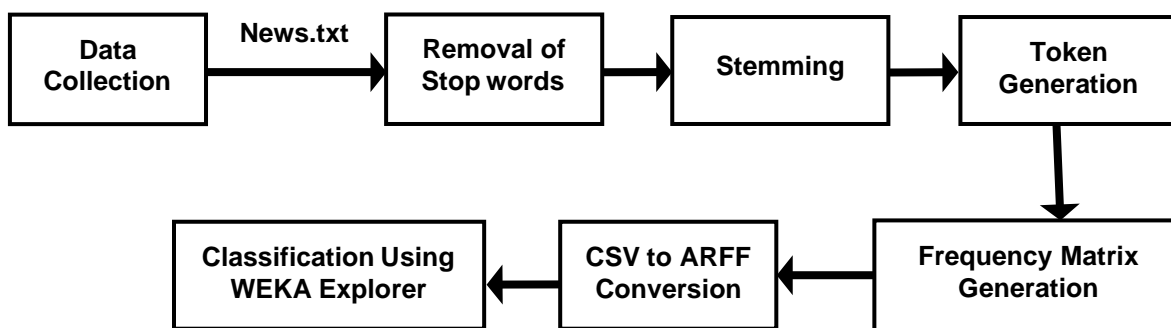 Data
Collection
News.txt
Removal of
Stop words
Stemming
Token
Generation
Frequency Matrix
Generation
CSV to ARFF
Conversion
Classification Using
WEKA Explorer